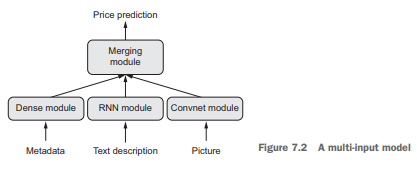 Price prediction
Merging
module
Dense module
RNN module
Convnet module
Metadata
Text description
Picture
Figure 7.2 A multi-input model